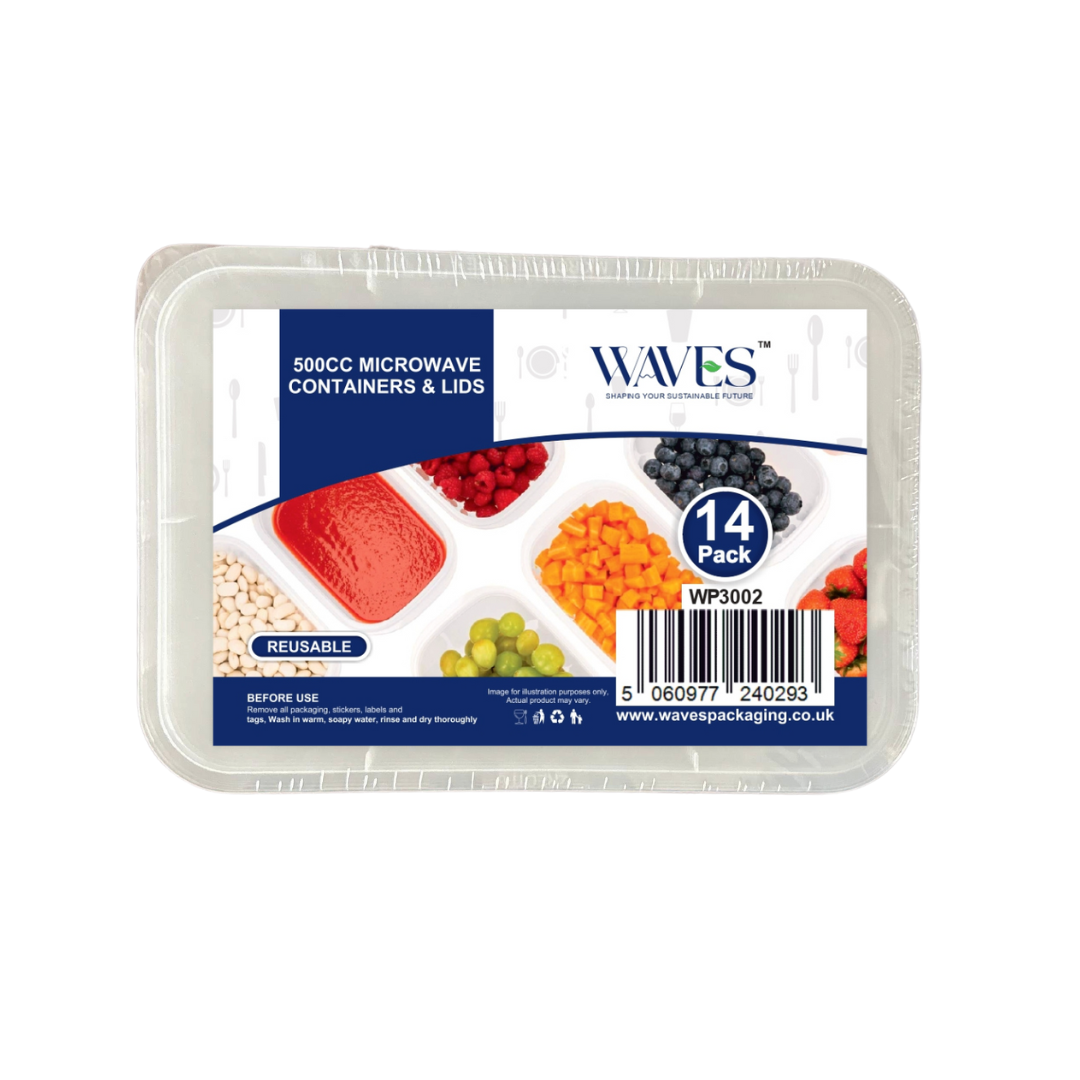 500CC MICROWAVE
CONTAINERS & LIDS
WAVES™
SHAPING YOUR SUSTAINABLE FUTURE
14
Pack
WP3002
REUSABLE
5 060977 240293
BEFORE USE
Remove all packaging, stickers, labels and
tags, Wash in warm, soapy water, rinse and dry thoroughly
Image for illustration purposes only,
Actual product may vary.
www.wavespackaging.co.uk